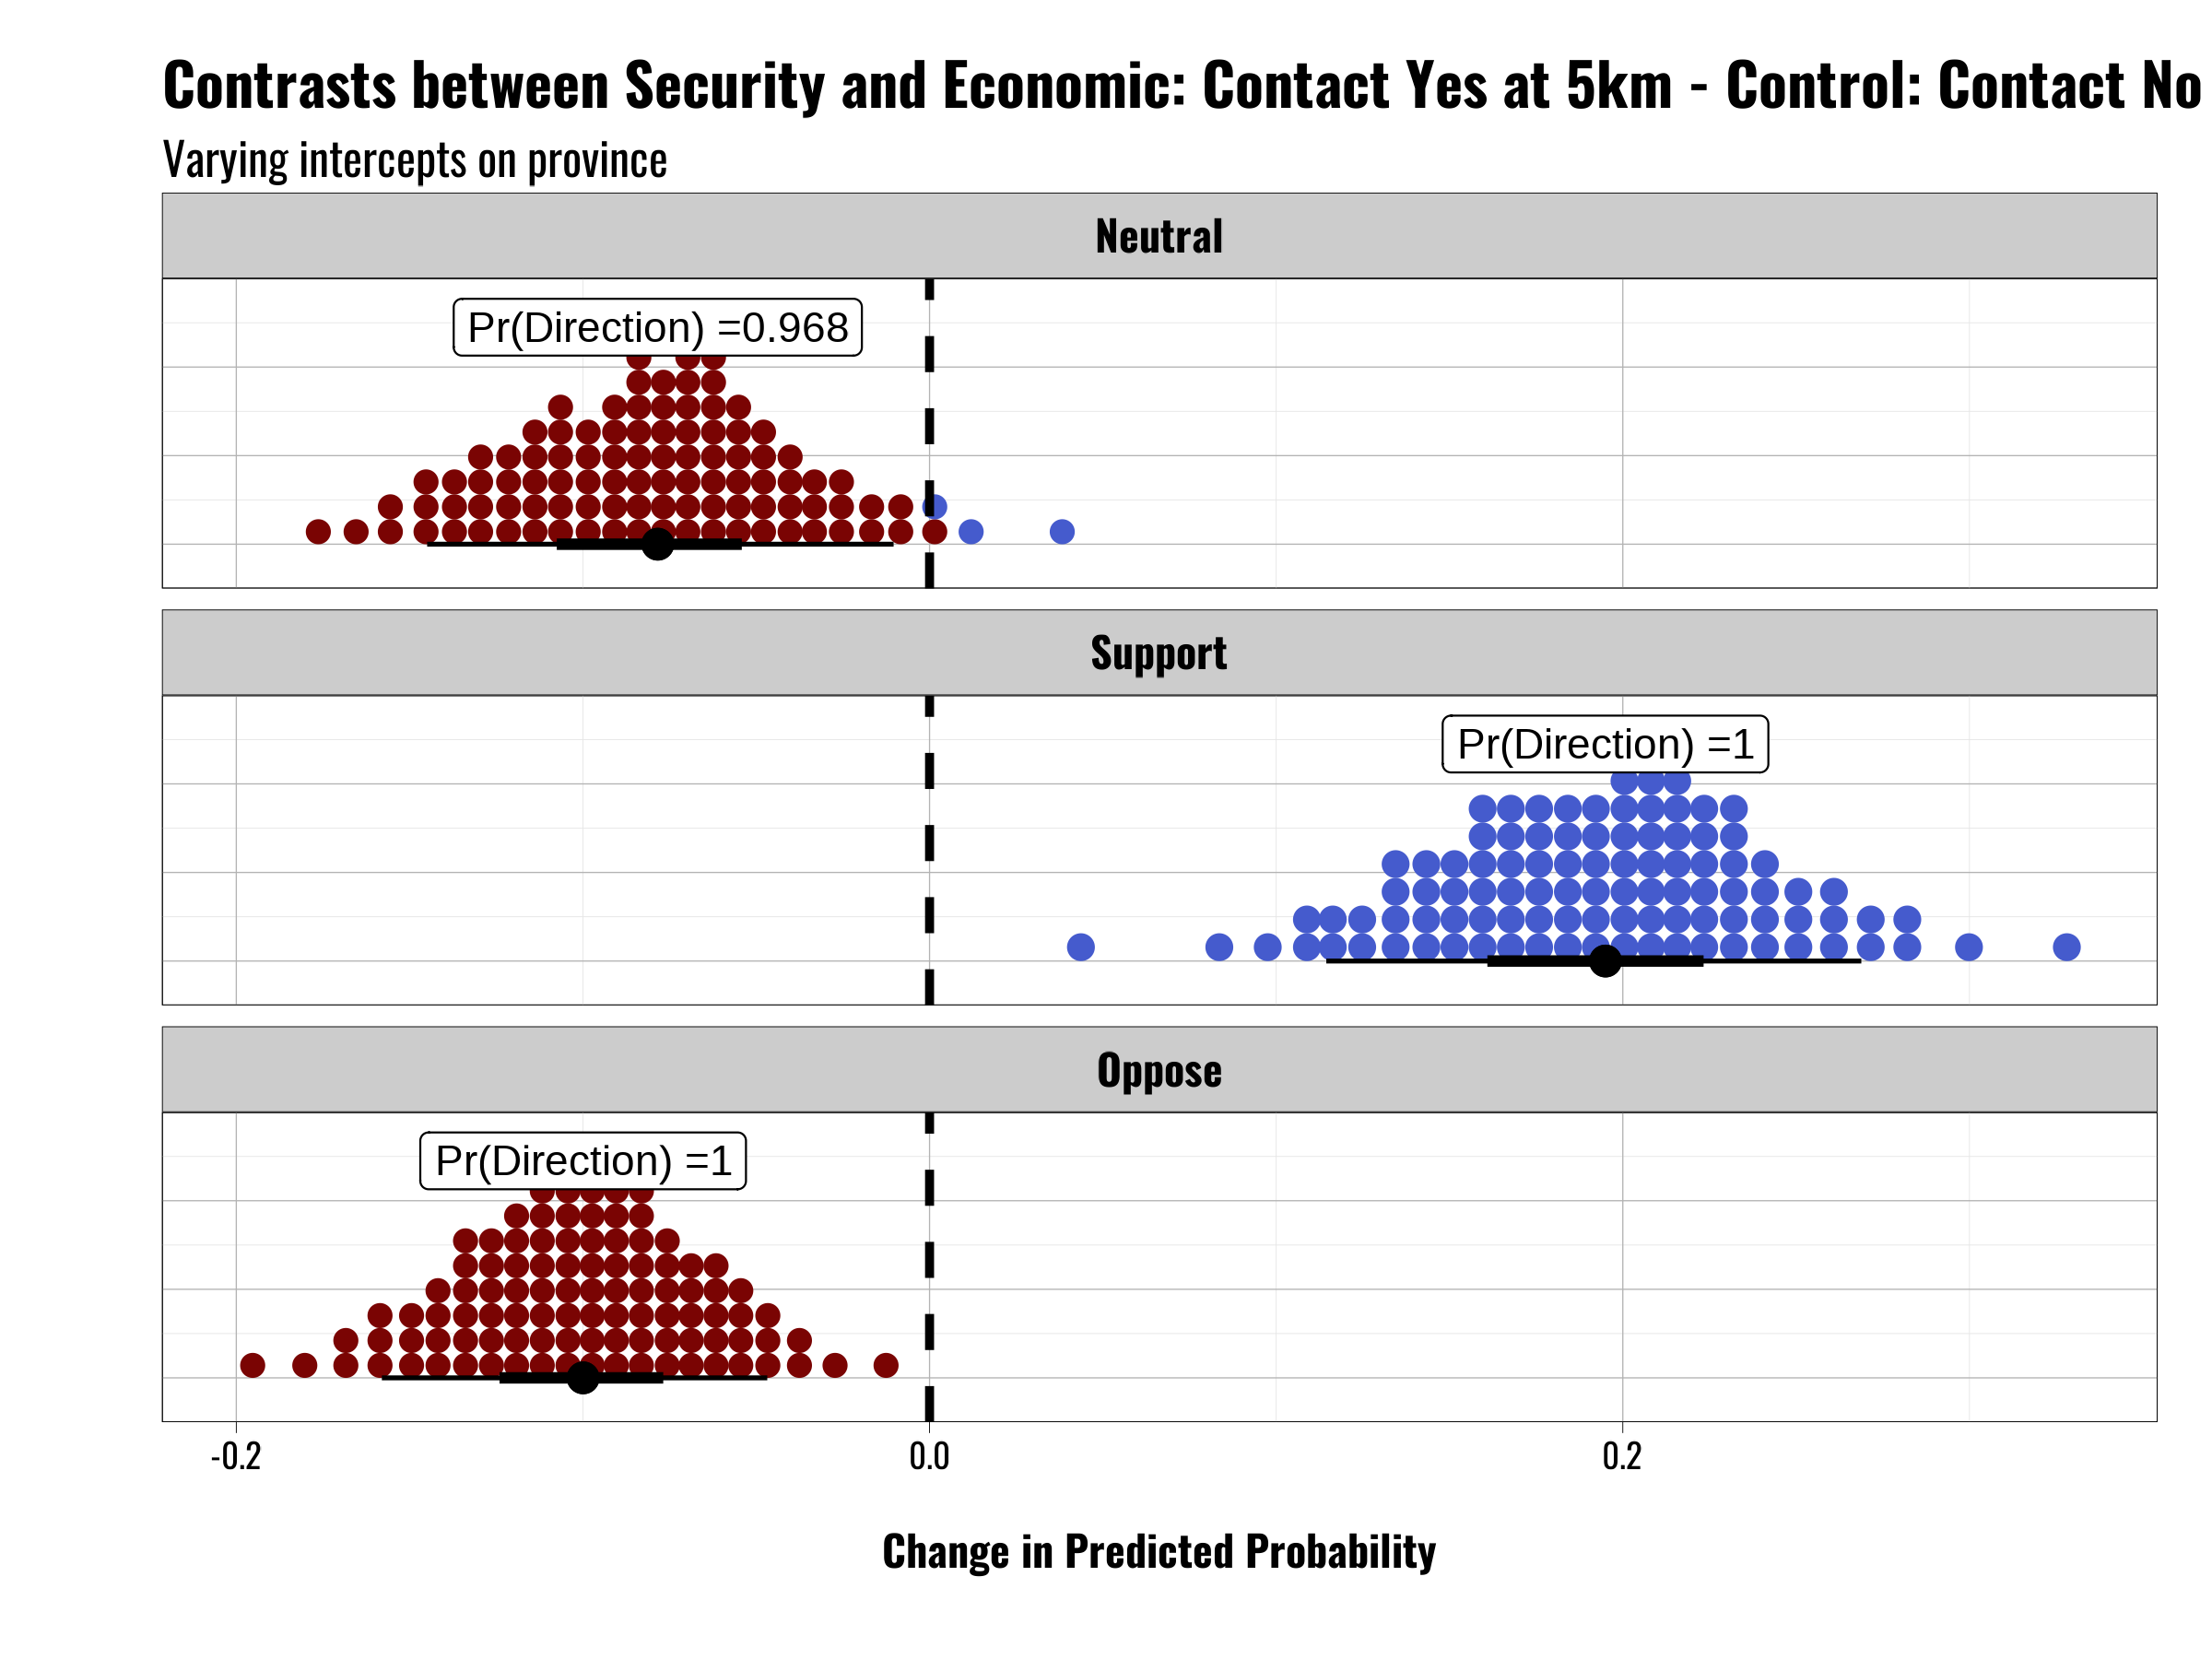 Contrasts between Security and Economic: Contact Yes at 5km - Control: Contact No
Varying intercepts on province
Neutral
Pr(Direction) =0.968
Support
Pr(Direction) =1
Oppose
Pr(Direction) =1
-0.2 0.0 0.2
Change in Predicted Probability